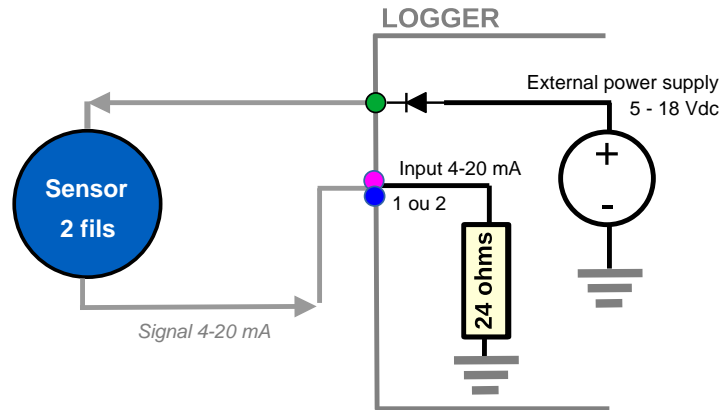 LOGGER
External power supply
5 - 18 Vdc
+
-
Input 4-20 mA
1 ou 2
Sensor
2 fils
24 ohms
Signal 4-20 mA